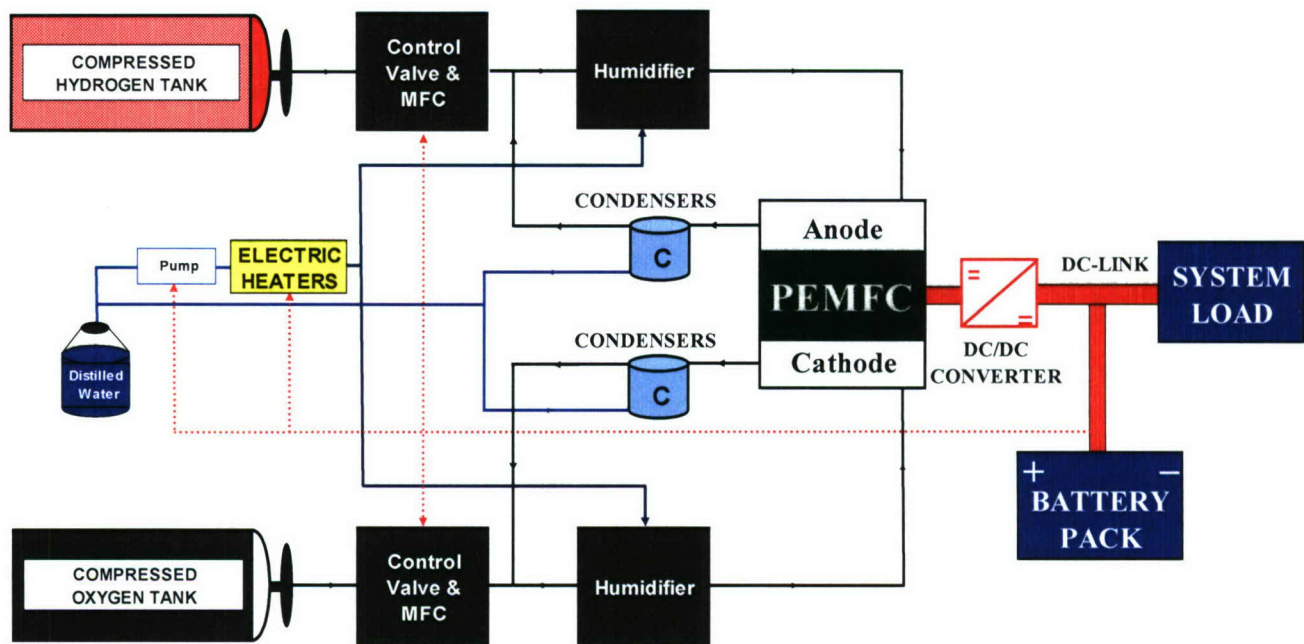 COMPRESSED
HYDROGEN TANK
Control
Valve &
MFC
Humidifier
CONDENSERS
C
Anode
PEMFC
Cathode
Pump
ELECTRIC
HEATERS
Distilled
Water
CONDENSERS
C
DC-LINK
DC/DC
CONVERTER
SYSTEM
LOAD
+ −
BATTERY
PACK
COMPRESSED
OXYGEN TANK
Control
Valve &
MFC
Humidifier